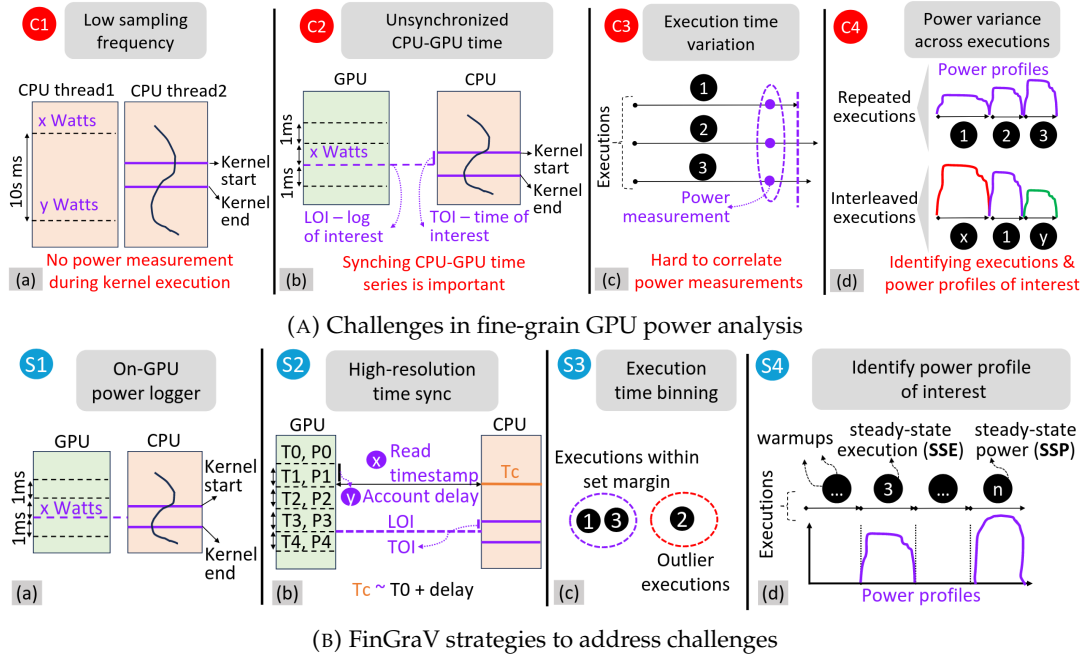 C1
Low sampling
frequency
CPU thread1
CPU thread2
x Watts
10s ms
y Watts
Kernel
start
Kernel
end
No power measurement
during kernel execution
(a)
C2
Unsynchronized
CPU-GPU time
GPU
CPU
1ms
x Watts
1ms
Kernel
start
Kernel
end
LOI – log
of interest
TOI – time of
interest
Synching CPU-GPU time
series is important
(b)
C3
Execution time
variation
Executions
1
2
3
Power
measurement
Hard to correlate
power measurements
(c)
C4
Power variance
across executions
Power profiles
Repeated
executions
1 2 3
Interleaved
executions
x 1 y
Identifying executions &
power profiles of interest
(d)
(A) Challenges in fine-grain GPU power analysis
S1
On-GPU
power logger
GPU
CPU
1ms 1ms
x Watts
Kernel
start
Kernel
end
(a)
S2
High-resolution
time sync
GPU
CPU
T0, P0
T1, P1
T2, P2
T3, P3
T4, P4
x Read
timestamp
y Account delay
Tc
LOI
TOI
Tc ~ T0 + delay
(b)
S3
Execution
time binning
Executions within
set margin
1 3
2
Outlier
executions
(c)
S4
Identify power profile
of interest
warmups
steady-state
execution (SSE)
steady-state
power (SSP)
Executions
... 3 ... n
Power profiles
(d)
(B) FinGraV strategies to address challenges